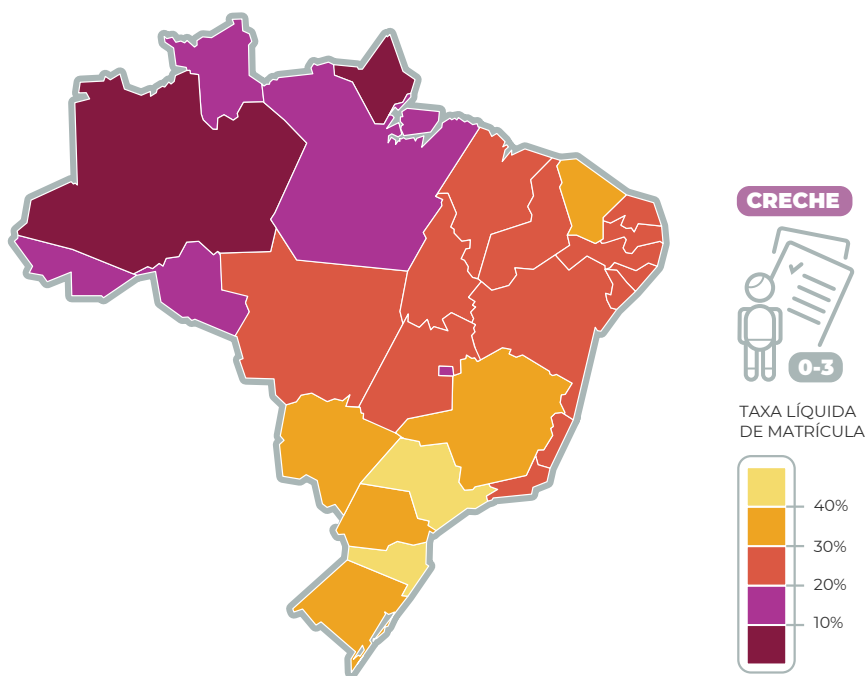 CRECHE
0-3
TAXA LÍQUIDA
DE MATRÍCULA
40%
30%
20%
10%